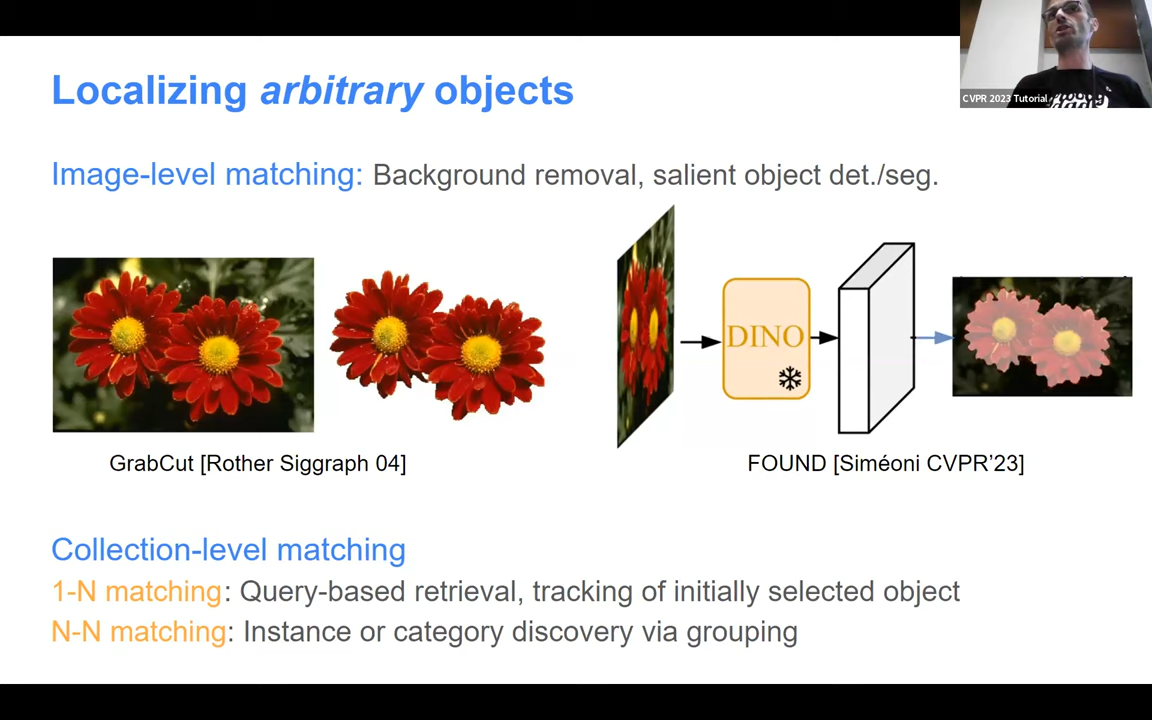 Localizing arbitrary objects
CVPR 2023 Tutorial
Image-level matching: Background removal, salient object det./seg.
DINO
GrabCut [Rother Siggraph 04]
FOUND [Siméoni CVPR’23]
Collection-level matching
1-N matching: Query-based retrieval, tracking of initially selected object
N-N matching: Instance or category discovery via grouping